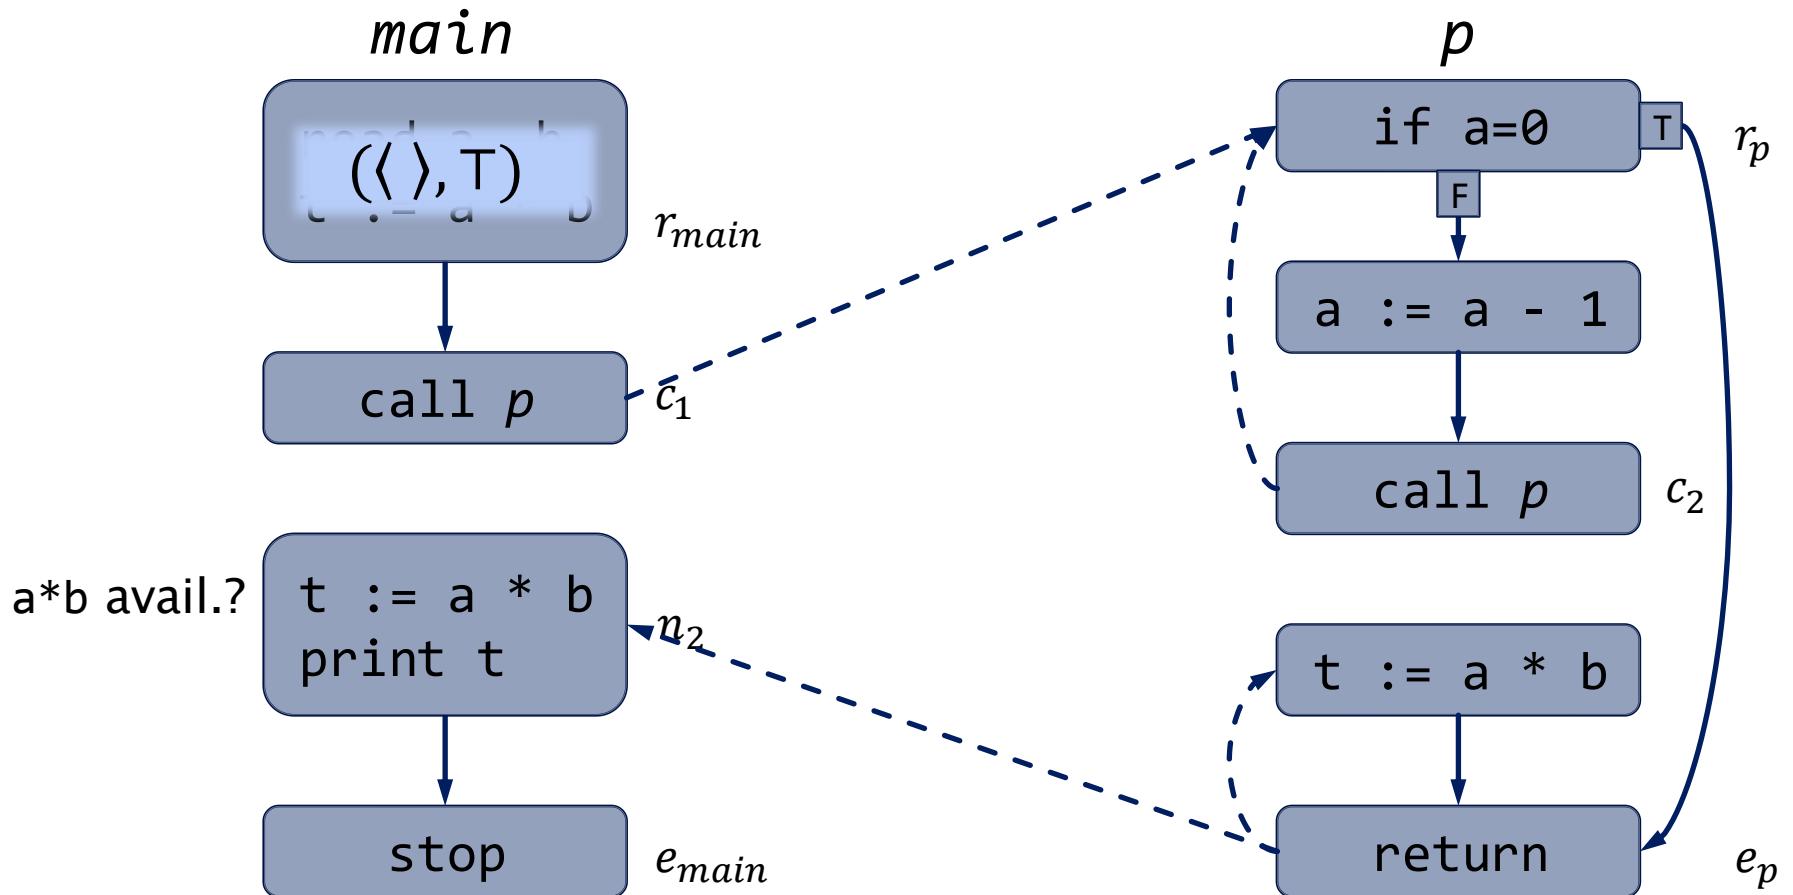 main
p
(⟨ ⟩, ⊤)
r_main
if a=0
T
r_p
F
a := a - 1
call p
c_1
call p
c_2
a*b avail.?
t := a * b
print t
n_2
t := a * b
stop
e_main
return
e_p